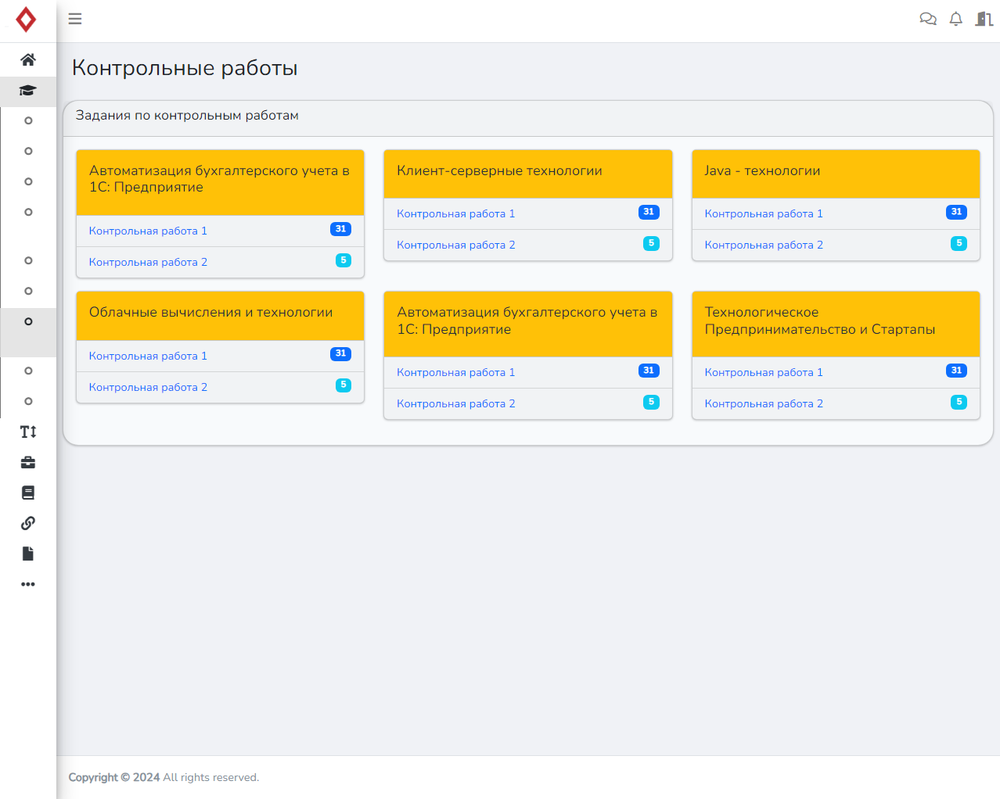 Контрольные работы
Задания по контрольным работам
Автоматизация бухгалтерского учета в
1С: Предприятие
Контрольная работа 1 31
Контрольная работа 2 5
Клиент-серверные технологии
Контрольная работа 1 31
Контрольная работа 2 5
Java - технологии
Контрольная работа 1 31
Контрольная работа 2 5
Облачные вычисления и технологии
Контрольная работа 1 31
Контрольная работа 2 5
Автоматизация бухгалтерского учета в
1С: Предприятие
Контрольная работа 1 31
Контрольная работа 2 5
Технологическое
Предпринимательство и Стартапы
Контрольная работа 1 31
Контрольная работа 2 5
Copyright © 2024 All rights reserved.